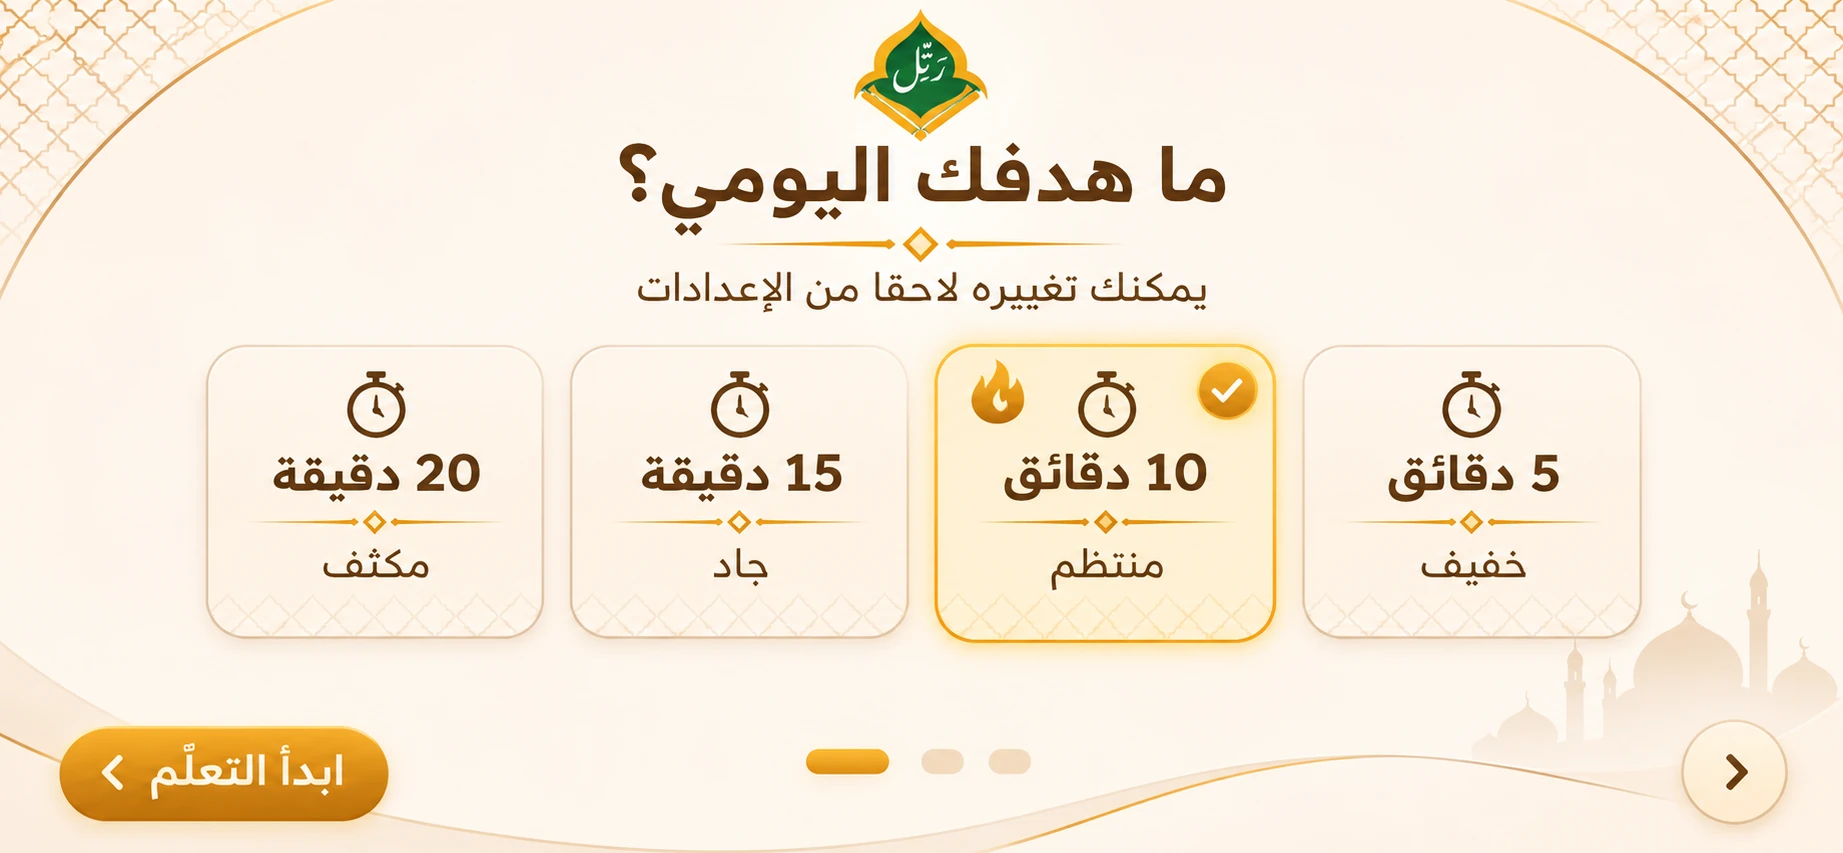 رَتِّل
ما هدفك اليومي؟
يمكنك تغييره لاحقا من الإعدادات
5 دقائق
خفيف
10 دقائق
منتظم
15 دقيقة
جاد
20 دقيقة
مكثف
ابدأ التعلّم